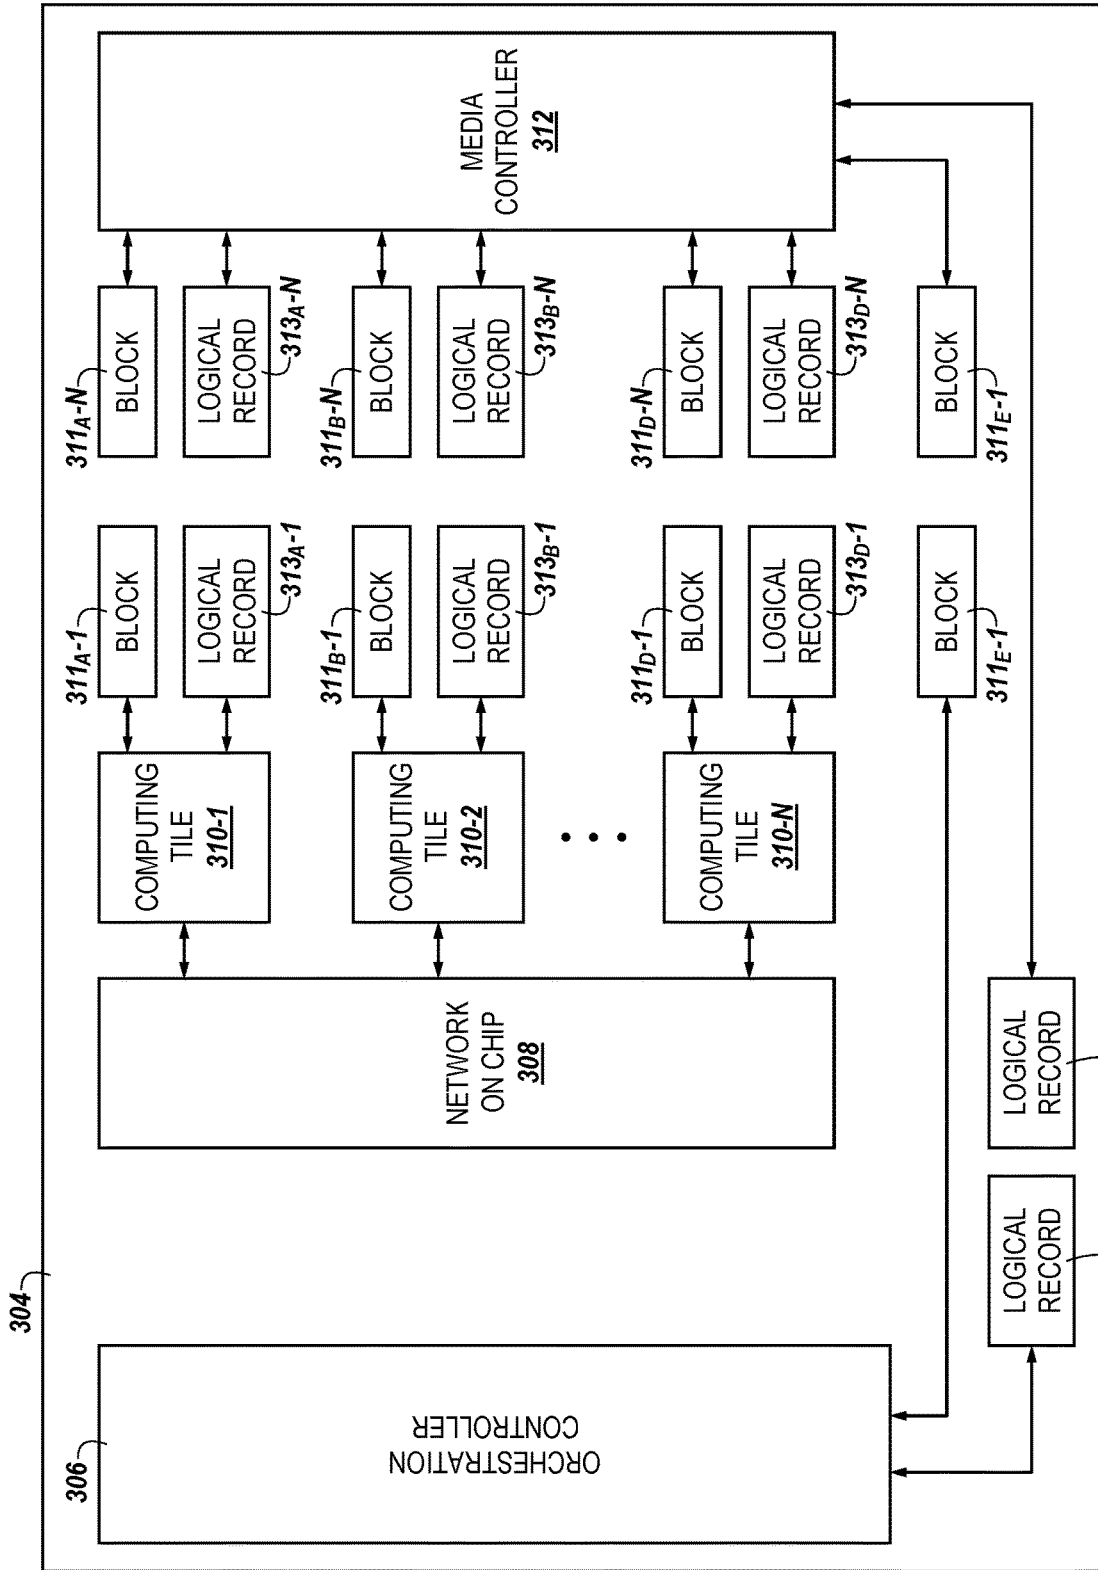 304
306
ORCHESTRATION
CONTROLLER
NETWORK
ON CHIP
308
COMPUTING
TILE
310-1
COMPUTING
TILE
310-2
• • •
COMPUTING
TILE
310-N
311A-1
BLOCK
LOGICAL
RECORD
313A-1
311B-1
BLOCK
LOGICAL
RECORD
313B-1
311D-1
BLOCK
LOGICAL
RECORD
313D-1
BLOCK
311E-1
311A-N
BLOCK
LOGICAL
RECORD
313A-N
311B-N
BLOCK
LOGICAL
RECORD
313B-N
311D-N
BLOCK
LOGICAL
RECORD
313D-N
BLOCK
311E-1
MEDIA
CONTROLLER
312
LOGICAL
RECORD
LOGICAL
RECORD